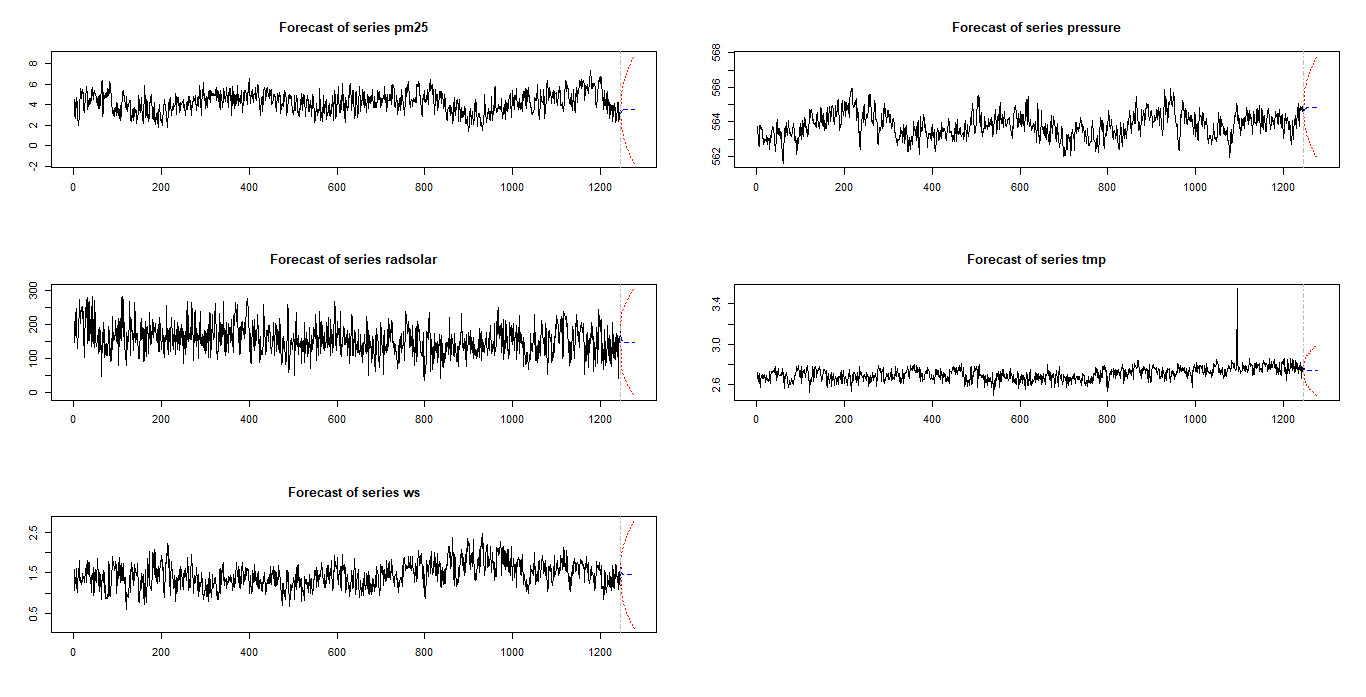 Forecast of series pm25
8
6
4
2
0
-2
0 200 400 600 800 1000 1200
Forecast of series pressure
568
566
564
562
0 200 400 600 800 1000 1200
Forecast of series radsolar
300
200
100
0
0 200 400 600 800 1000 1200
Forecast of series tmp
3.4
3.0
2.6
0 200 400 600 800 1000 1200
Forecast of series ws
2.5
1.5
0.5
0 200 400 600 800 1000 1200